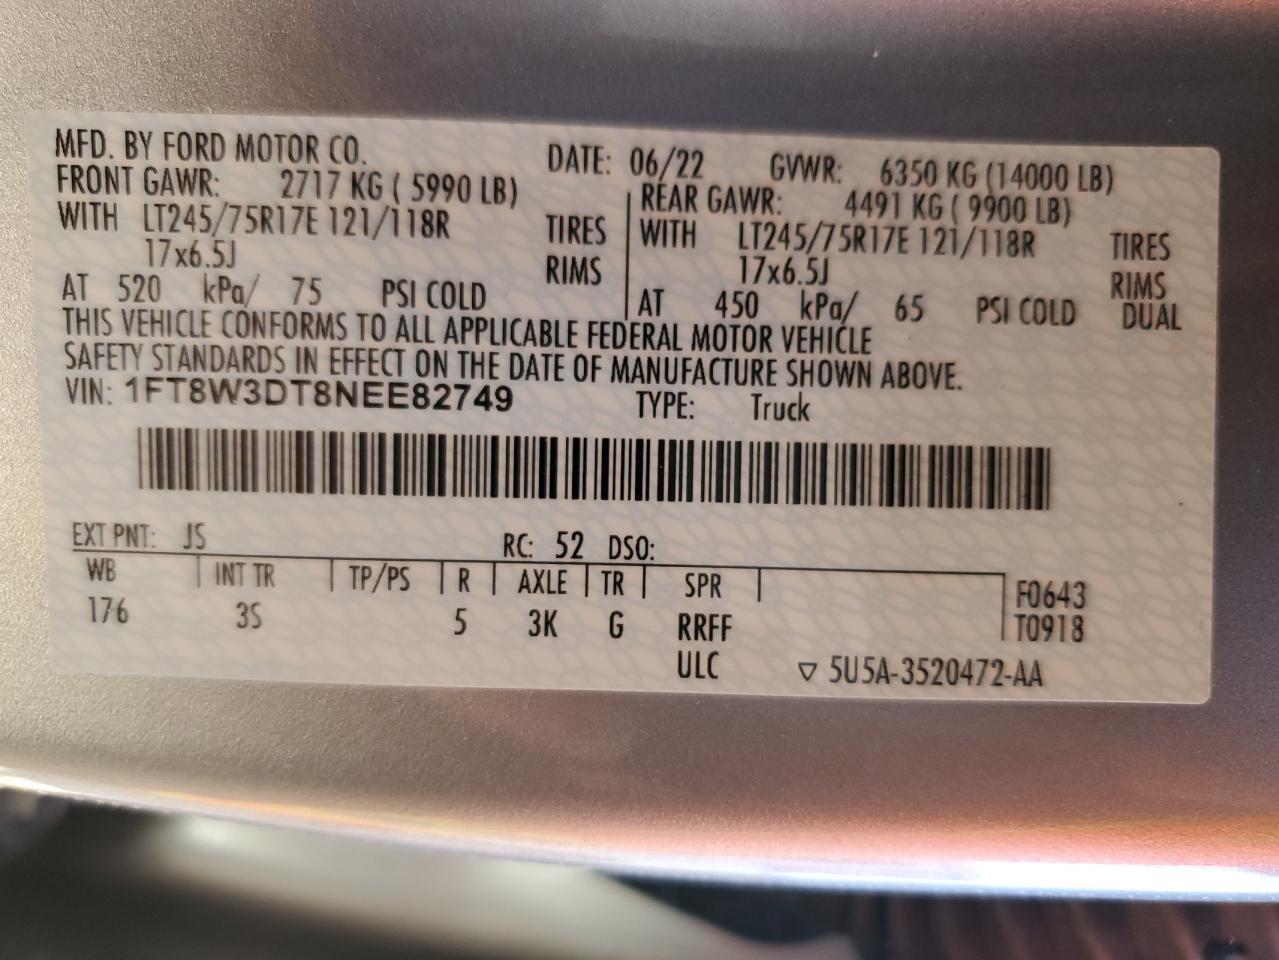 MFD. BY FORD MOTOR CO. DATE: 06/22 GVWR: 6350 KG (14000 LB)
FRONT GAWR: 2717 KG ( 5990 LB)
WITH LT245/75R17E 121/118R TIRES
17x6.5J RIMS
AT 520 kPa/ 75 PSI COLD
REAR GAWR: 4491 KG ( 9900 LB)
WITH LT245/75R17E 121/118R TIRES
17x6.5J RIMS
AT 450 kPa/ 65 PSI COLD DUAL
THIS VEHICLE CONFORMS TO ALL APPLICABLE FEDERAL MOTOR VEHICLE
SAFETY STANDARDS IN EFFECT ON THE DATE OF MANUFACTURE SHOWN ABOVE.
VIN: 1FT8W3DT8NEE82749 TYPE: Truck
EXT PNT: JS RC: 52 DSO:
WB INT TR TP/PS R AXLE TR SPR F0643
176 3S 5 3K G RRFF T0918
ULC ▽ 5U5A-3520472-AA